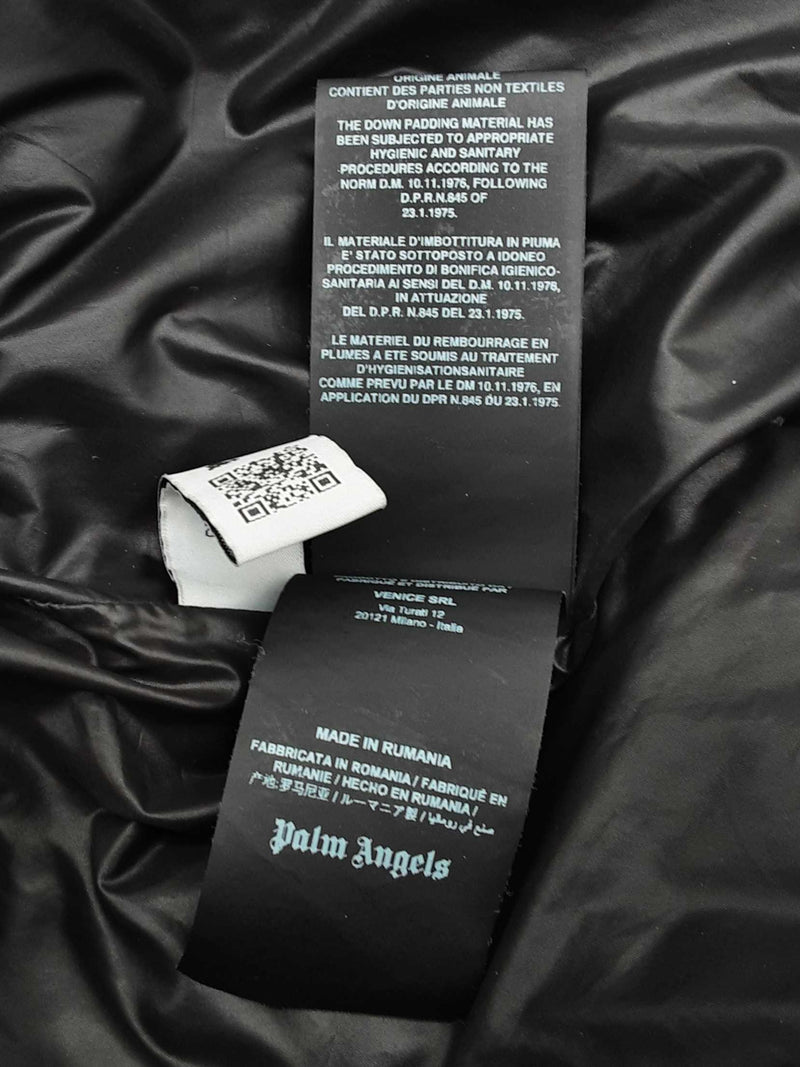 ORIGINE ANIMALE
CONTIENT DES PARTIES NON TEXTILES
D'ORIGINE ANIMALE
THE DOWN PADDING MATERIAL HAS
BEEN SUBJECTED TO APPROPRIATE
HYGIENIC AND SANITARY
PROCEDURES ACCORDING TO THE
NORM D.M. 10.11.1976, FOLLOWING
D.P.R.N.845 OF
23.1.1975.
IL MATERIALE D'IMBOTTITURA IN PIUMA
E' STATO SOTTOPOSTO A IDONEO
PROCEDIMENTO DI BONIFICA IGIENICO-
SANITARIA AI SENSI DEL D.M. 10.11.1976,
IN ATTUAZIONE
DEL D.P.R. N.845 DEL 23.1.1975.
LE MATERIEL DU REMBOURRAGE EN
PLUMES A ETE SOUMIS AU TRAITEMENT
D'HYGIENISATIONSANITAIRE
COMME PREVU PAR LE DM 10.11.1976, EN
APPLICATION DU DPR N.845 DU 23.1.1975.
FABRIQUÉ ET DISTRIBUÉ PAR
VENICE SRL
Via Turati 12
20121 Milano - Italia
MADE IN RUMANIA
FABBRICATA IN ROMANIA / FABRIQUÉ EN
RUMANIE / HECHO EN RUMANIA /
产地:罗马尼亚 / ルーマニア製 / صنع في رومانيا
Palm Angels